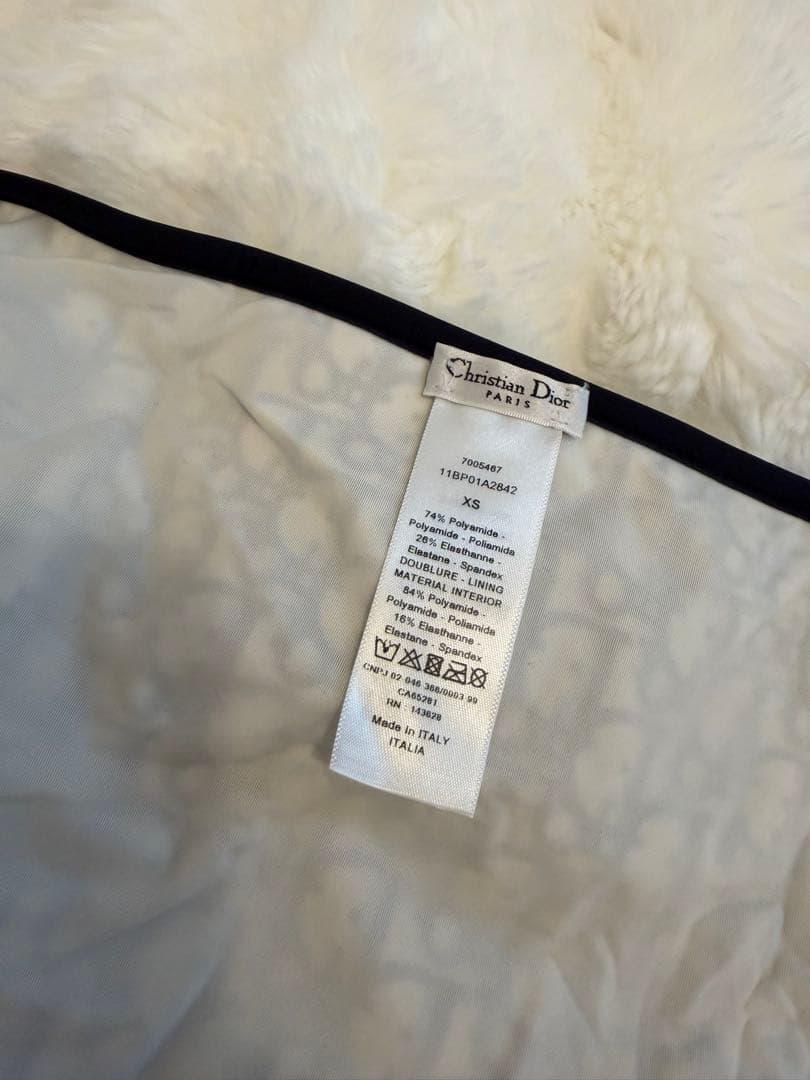 Christian Dior
PARIS
7005467
11BP01A2842
XS
74% Polyamide -
Polyamide - Poliamida
26% Elasthanne -
Elastane - Spandex
DOUBLURE - LINING
MATERIAL INTERIOR
84% Polyamide -
Polyamide - Poliamida
16% Elasthanne -
Elastane - Spandex
CNPJ 02 046 368/0003 99
CA65281
RN : 143628
Made in ITALY
ITALIA